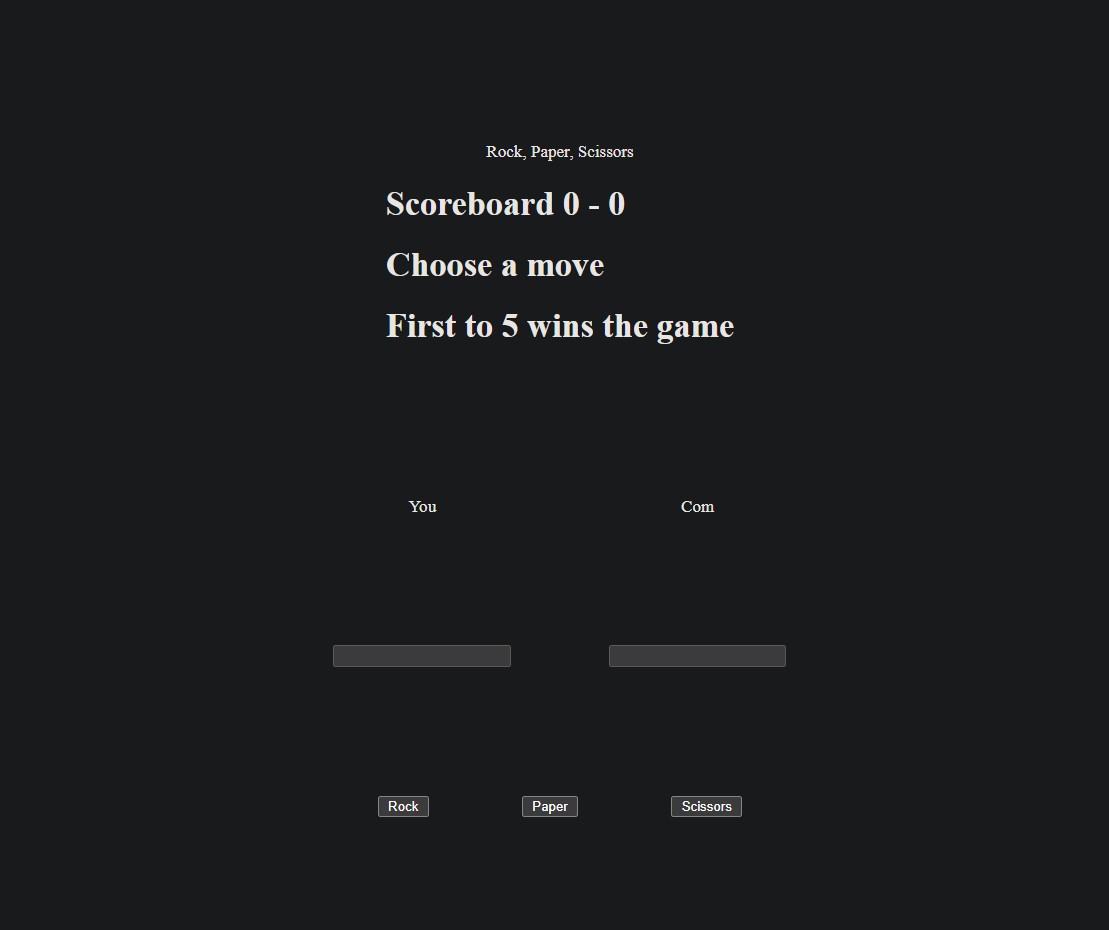 Rock, Paper, Scissors
Scoreboard 0 - 0
Choose a move
First to 5 wins the game
You Com
Rock Paper Scissors